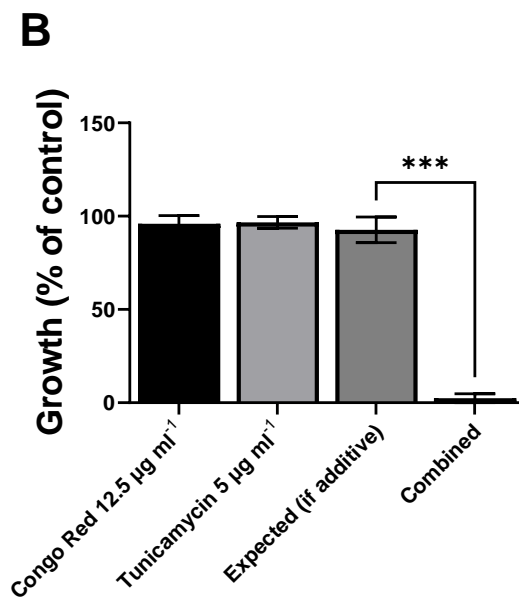 B
Growth (% of control)
150
100
50
0
***
Congo Red 12.5 µg ml⁻¹
Tunicamycin 5 µg ml⁻¹
Expected (if additive)
Combined